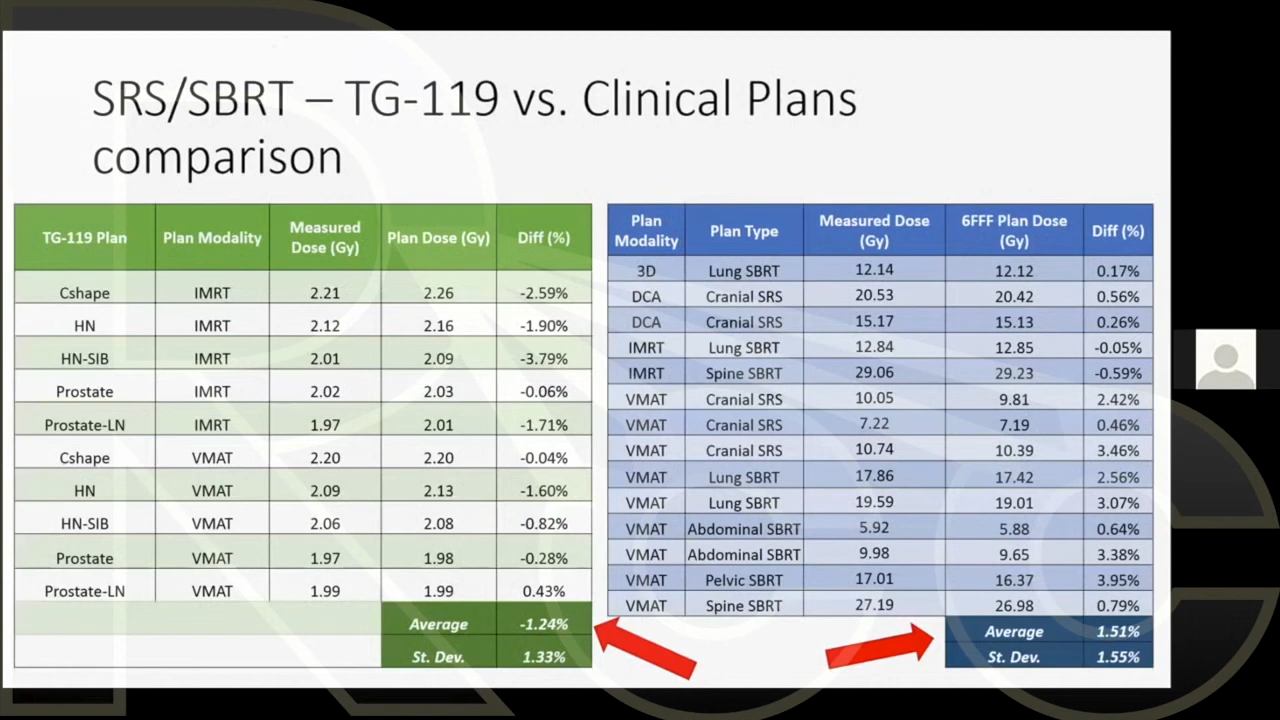 SRS/SBRT – TG-119 vs. Clinical Plans
comparison
TG-119 Plan Plan Modality Measured Dose (Gy) Plan Dose (Gy) Diff (%)
Cshape IMRT 2.21 2.26 -2.59%
HN IMRT 2.12 2.16 -1.90%
HN-SIB IMRT 2.01 2.09 -3.79%
Prostate IMRT 2.02 2.03 -0.06%
Prostate-LN IMRT 1.97 2.01 -1.71%
Cshape VMAT 2.20 2.20 -0.04%
HN VMAT 2.09 2.13 -1.60%
HN-SIB VMAT 2.06 2.08 -0.82%
Prostate VMAT 1.97 1.98 -0.28%
Prostate-LN VMAT 1.99 1.99 0.43%
Average -1.24%
St. Dev. 1.33%
Plan Modality Plan Type Measured Dose (Gy) 6FFF Plan Dose (Gy) Diff (%)
3D Lung SBRT 12.14 12.12 0.17%
DCA Cranial SRS 20.53 20.42 0.56%
DCA Cranial SRS 15.17 15.13 0.26%
IMRT Lung SBRT 12.84 12.85 -0.05%
IMRT Spine SBRT 29.06 29.23 -0.59%
VMAT Cranial SRS 10.05 9.81 2.42%
VMAT Cranial SRS 7.22 7.19 0.46%
VMAT Cranial SRS 10.74 10.39 3.46%
VMAT Lung SBRT 17.86 17.42 2.56%
VMAT Lung SBRT 19.59 19.01 3.07%
VMAT Abdominal SBRT 5.92 5.88 0.64%
VMAT Abdominal SBRT 9.98 9.65 3.38%
VMAT Pelvic SBRT 17.01 16.37 3.95%
VMAT Spine SBRT 27.19 26.98 0.79%
Average 1.51%
St. Dev. 1.55%